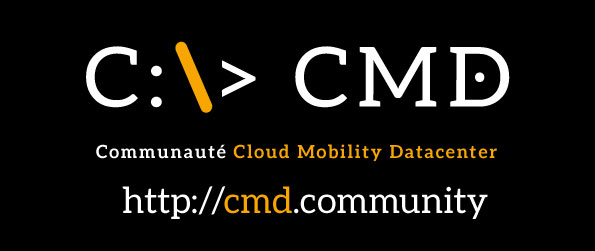 C:\> CMD
Communauté Cloud Mobility Datacenter
http://cmd.community